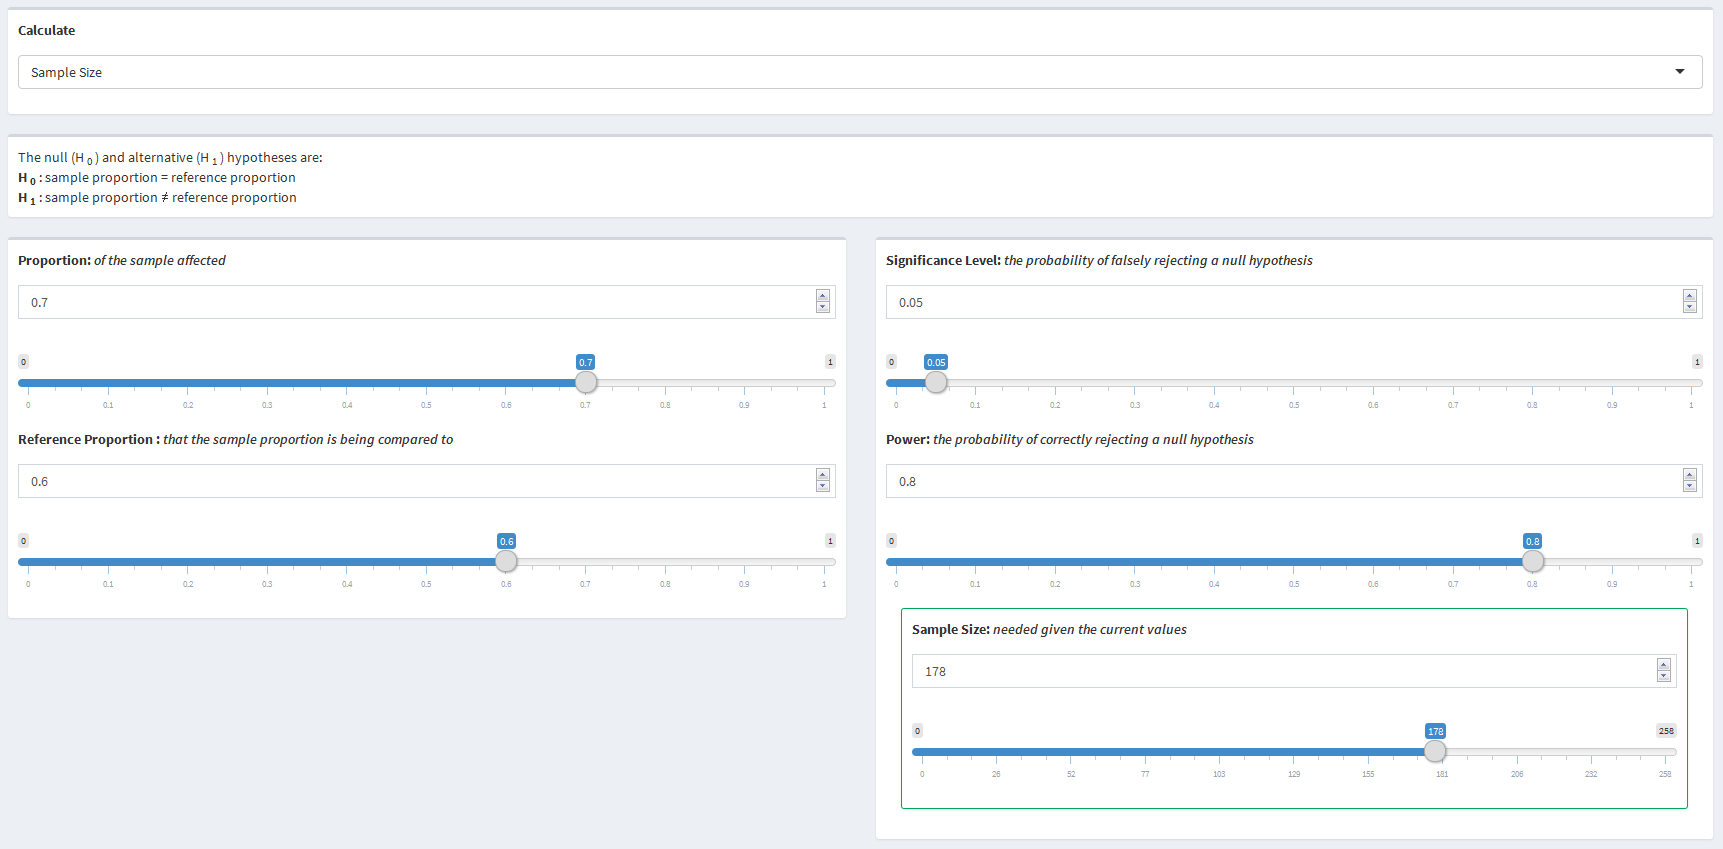 Calculate
Sample Size
The null (H 0 ) and alternative (H 1 ) hypotheses are:
H 0 : sample proportion = reference proportion
H 1 : sample proportion ≠ reference proportion
Proportion: of the sample affected
0.7
0 0.7 1
0 0.1 0.2 0.3 0.4 0.5 0.6 0.7 0.8 0.9 1
Reference Proportion : that the sample proportion is being compared to
0.6
0 0.6 1
0 0.1 0.2 0.3 0.4 0.5 0.6 0.7 0.8 0.9 1
Significance Level: the probability of falsely rejecting a null hypothesis
0.05
0 0.05 1
0 0.1 0.2 0.3 0.4 0.5 0.6 0.7 0.8 0.9 1
Power: the probability of correctly rejecting a null hypothesis
0.8
0 0.8 1
0 0.1 0.2 0.3 0.4 0.5 0.6 0.7 0.8 0.9 1
Sample Size: needed given the current values
178
0 178 258
0 26 52 77 103 129 155 181 206 232 258